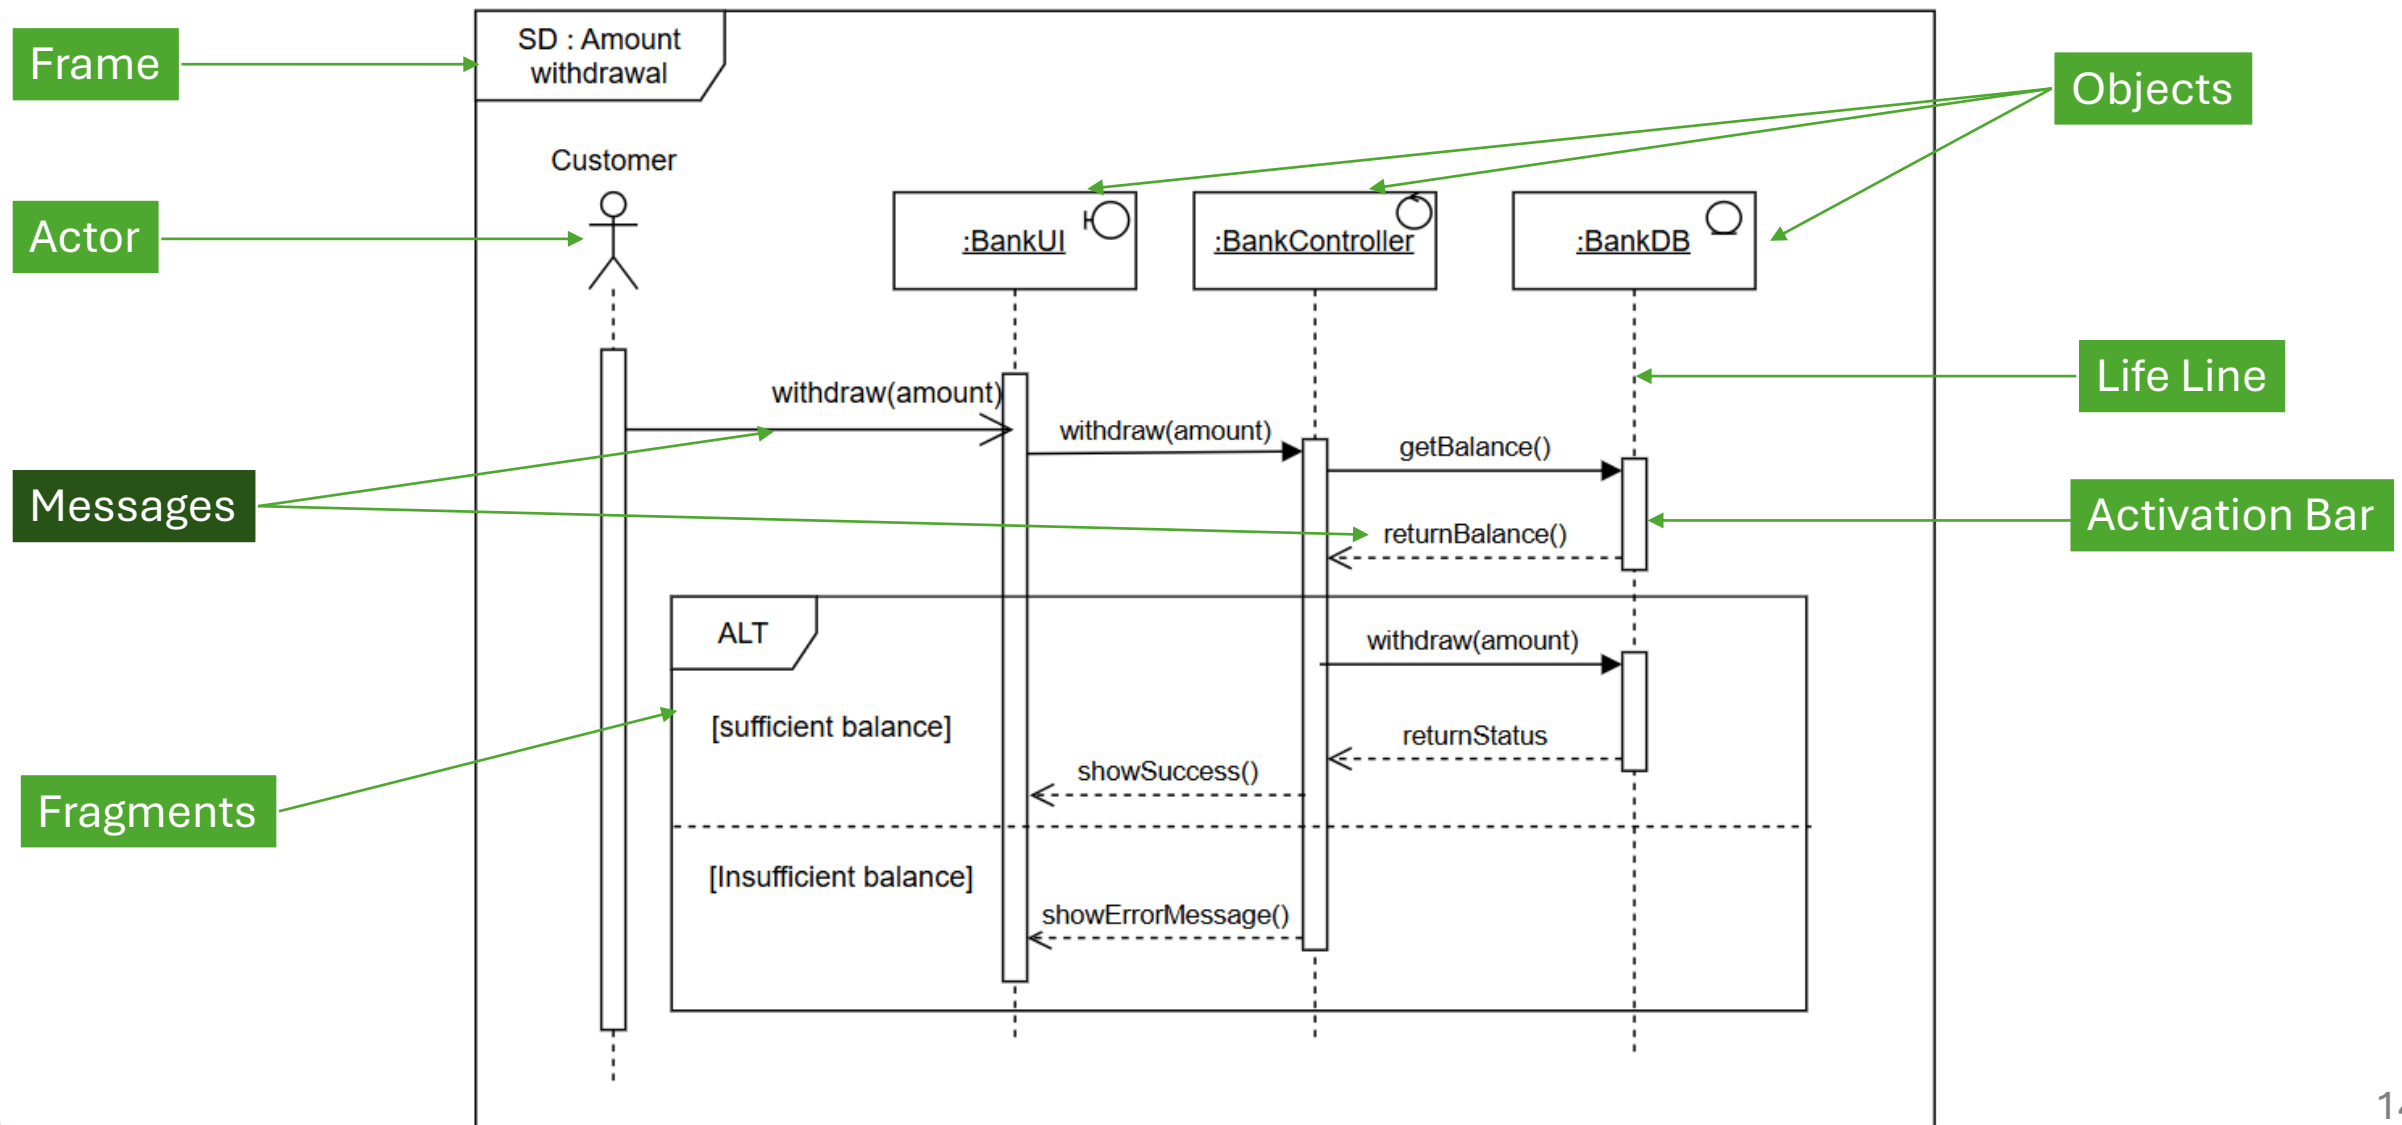 SD : Amount
withdrawal
Frame
Objects
Customer
Actor
:BankUI
:BankController
:BankDB
Life Line
withdraw(amount)
withdraw(amount)
getBalance()
Messages
Activation Bar
returnBalance()
ALT
withdraw(amount)
[sufficient balance]
returnStatus
showSuccess()
Fragments
[Insufficient balance]
showErrorMessage()